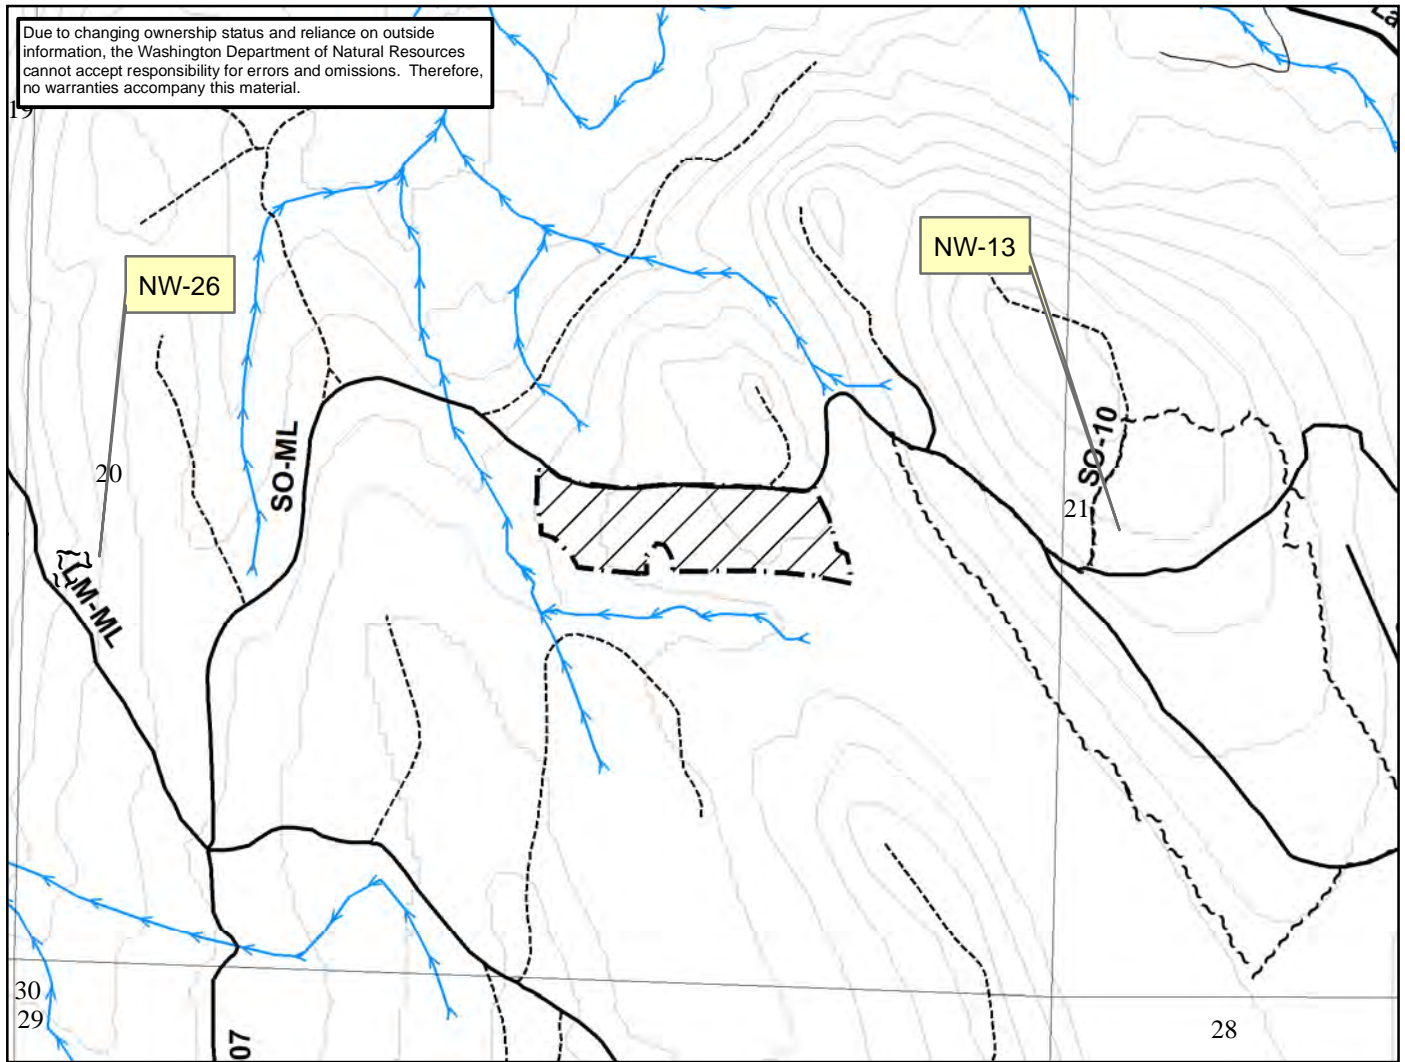 Due to changing ownership status and reliance on outside
information, the Washington Department of Natural Resources
cannot accept responsibility for errors and omissions. Therefore,
no warranties accompany this material.
19
NW-13
NW-26
SO-ML
SO-10
20
21
LM-ML
30
29
28
07